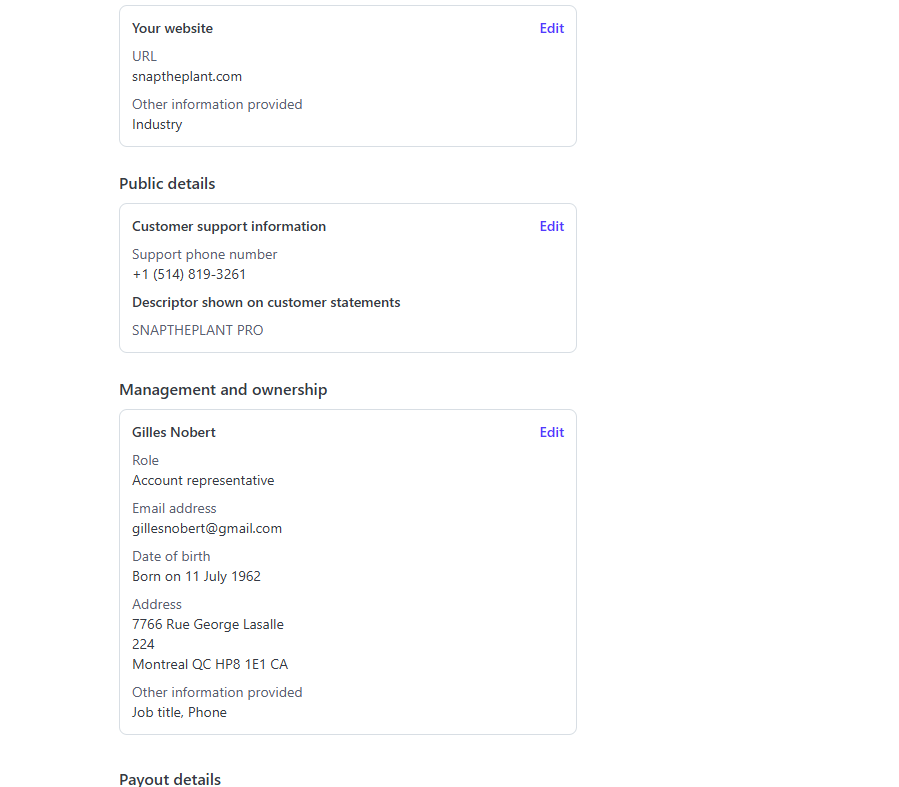 Your website
Edit
URL
snaptheplant.com
Other information provided
Industry
Public details
Customer support information
Edit
Support phone number
+1 (514) 819-3261
Descriptor shown on customer statements
SNAPTHEPLANT PRO
Management and ownership
Gilles Nobert
Edit
Role
Account representative
Email address
gillesnobert@gmail.com
Date of birth
Born on 11 July 1962
Address
7766 Rue George Lasalle
224
Montreal QC HP8 1E1 CA
Other information provided
Job title, Phone
Payout details